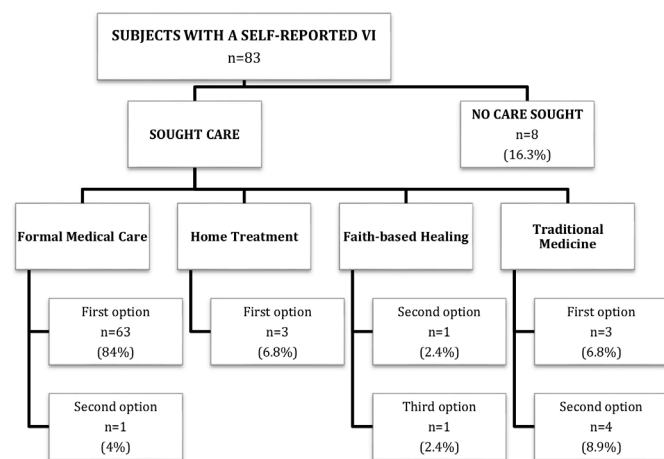 SUBJECTS WITH A SELF-REPORTED VI
n=83
SOUGHT CARE
NO CARE SOUGHT
n=8
(16.3%)
Formal Medical Care
Home Treatment
Faith-based Healing
Traditional
Medicine
First option
n=63
(84%)
First option
n=3
(6.8%)
Second option
n=1
(2.4%)
First option
n=3
(6.8%)
Second option
n=1
(4%)
Third option
n=1
(2.4%)
Second option
n=4
(8.9%)